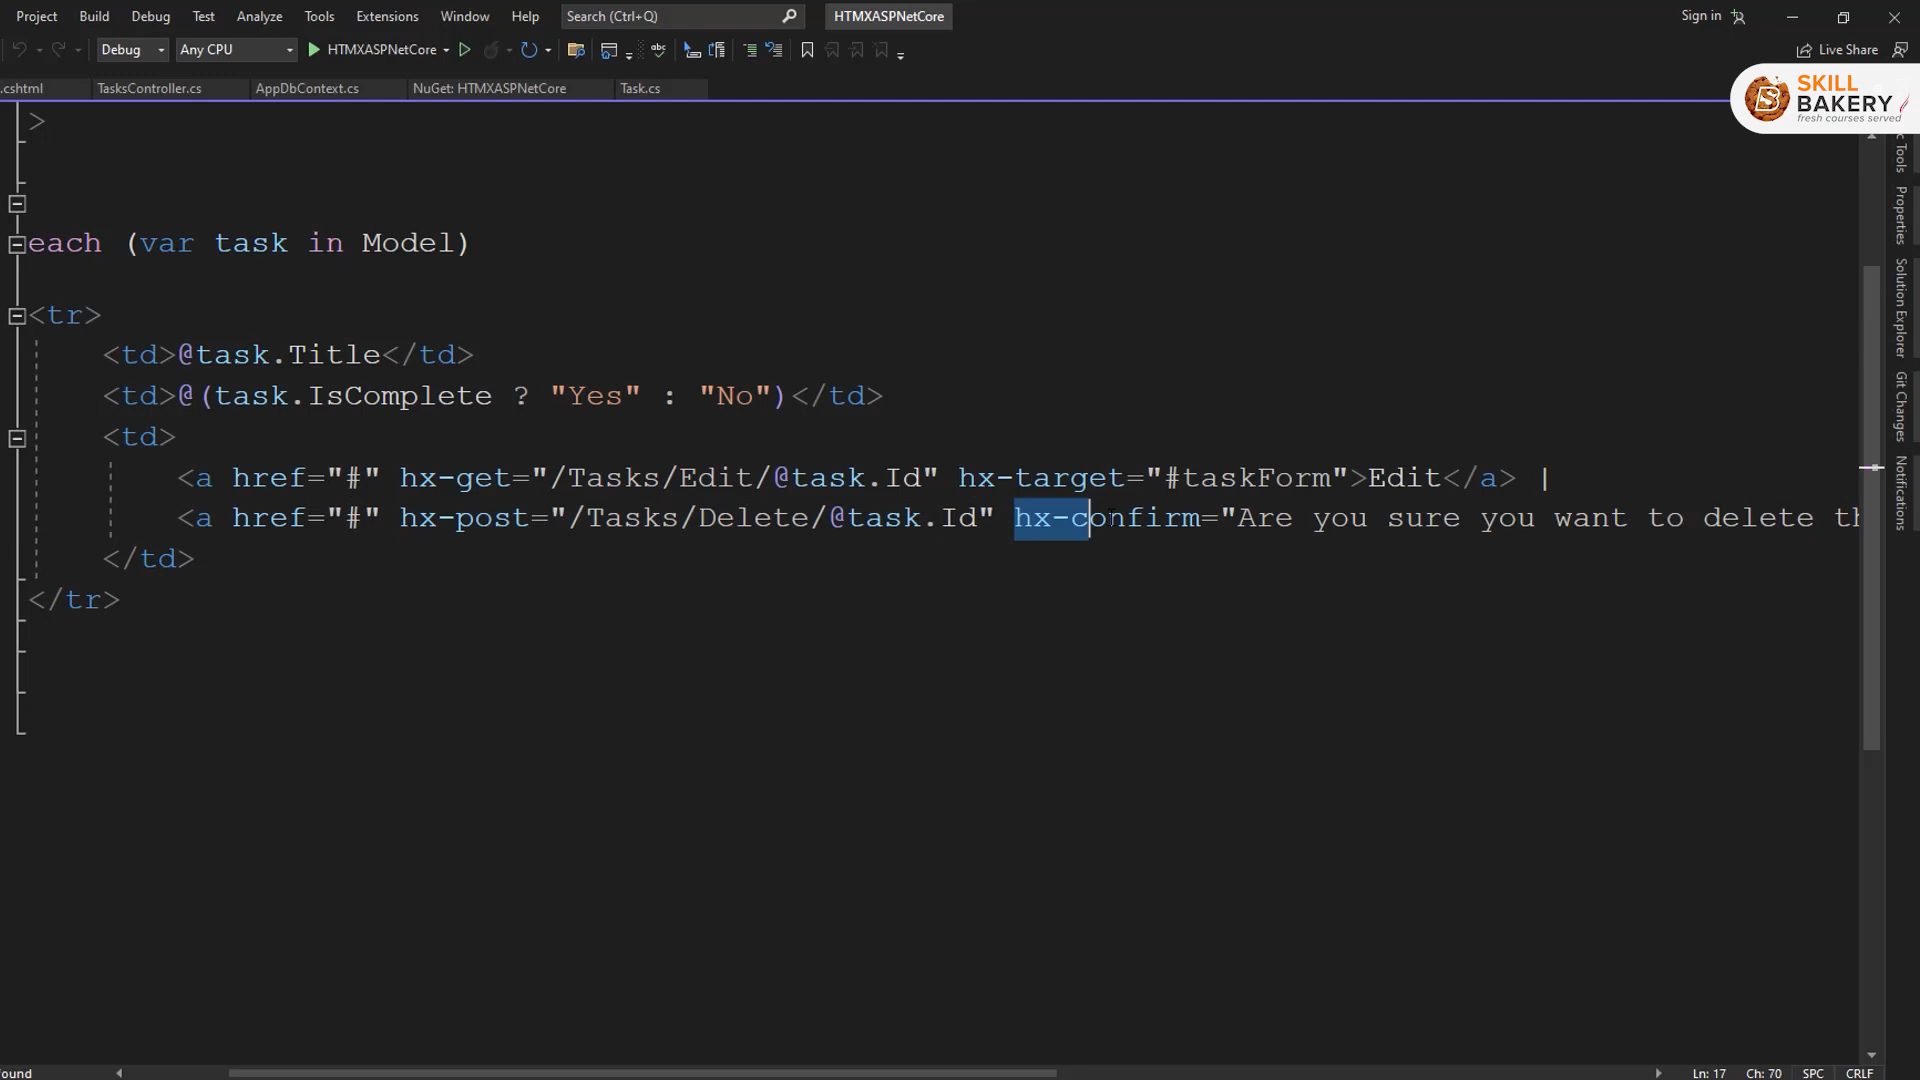 Project Build Debug Test Analyze Tools Extensions Window Help Search (Ctrl+Q) HTMXASPNetCore Sign in
Debug Any CPU HTMXASPNetCore Live Share
.cshtml TasksController.cs AppDbContext.cs NuGet: HTMXASPNetCore Task.cs
SKILL
BAKERY
fresh courses served
>
each (var task in Model)
<tr>
<td>@task.Title</td>
<td>@(task.IsComplete ? "Yes" : "No")</td>
<td>
<a href="#" hx-get="/Tasks/Edit/@task.Id" hx-target="#taskForm">Edit</a> |
<a href="#" hx-post="/Tasks/Delete/@task.Id" hx-confirm="Are you sure you want to delete th
</td>
</tr>
c Tools
Properties
Solution Explorer
Git Changes
Notifications
ound Ln: 17 Ch: 70 SPC CRLF